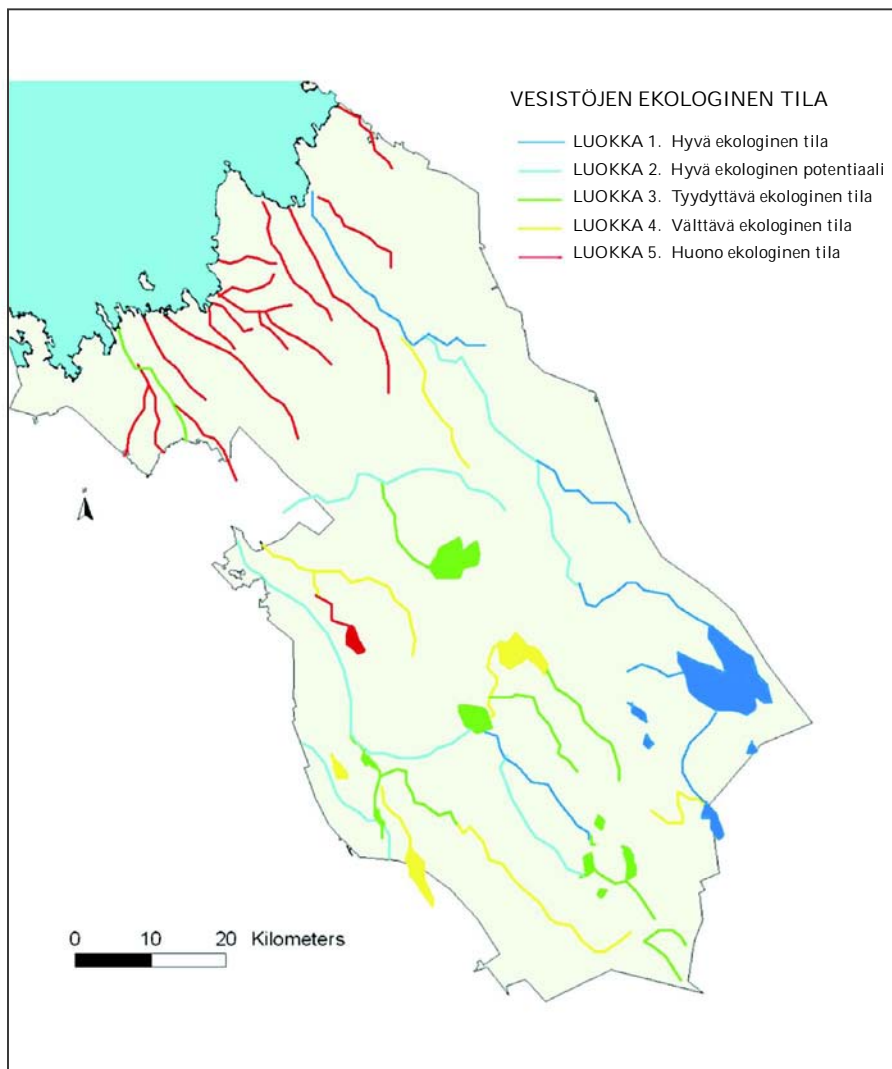 VESISTÖJEN EKOLOGINEN TILA
LUOKKA 1. Hyvä ekologinen tila
LUOKKA 2. Hyvä ekologinen potentiaali
LUOKKA 3. Tyydyttävä ekologinen tila
LUOKKA 4. Välttävä ekologinen tila
LUOKKA 5. Huono ekologinen tila
0 10 20 Kilometers